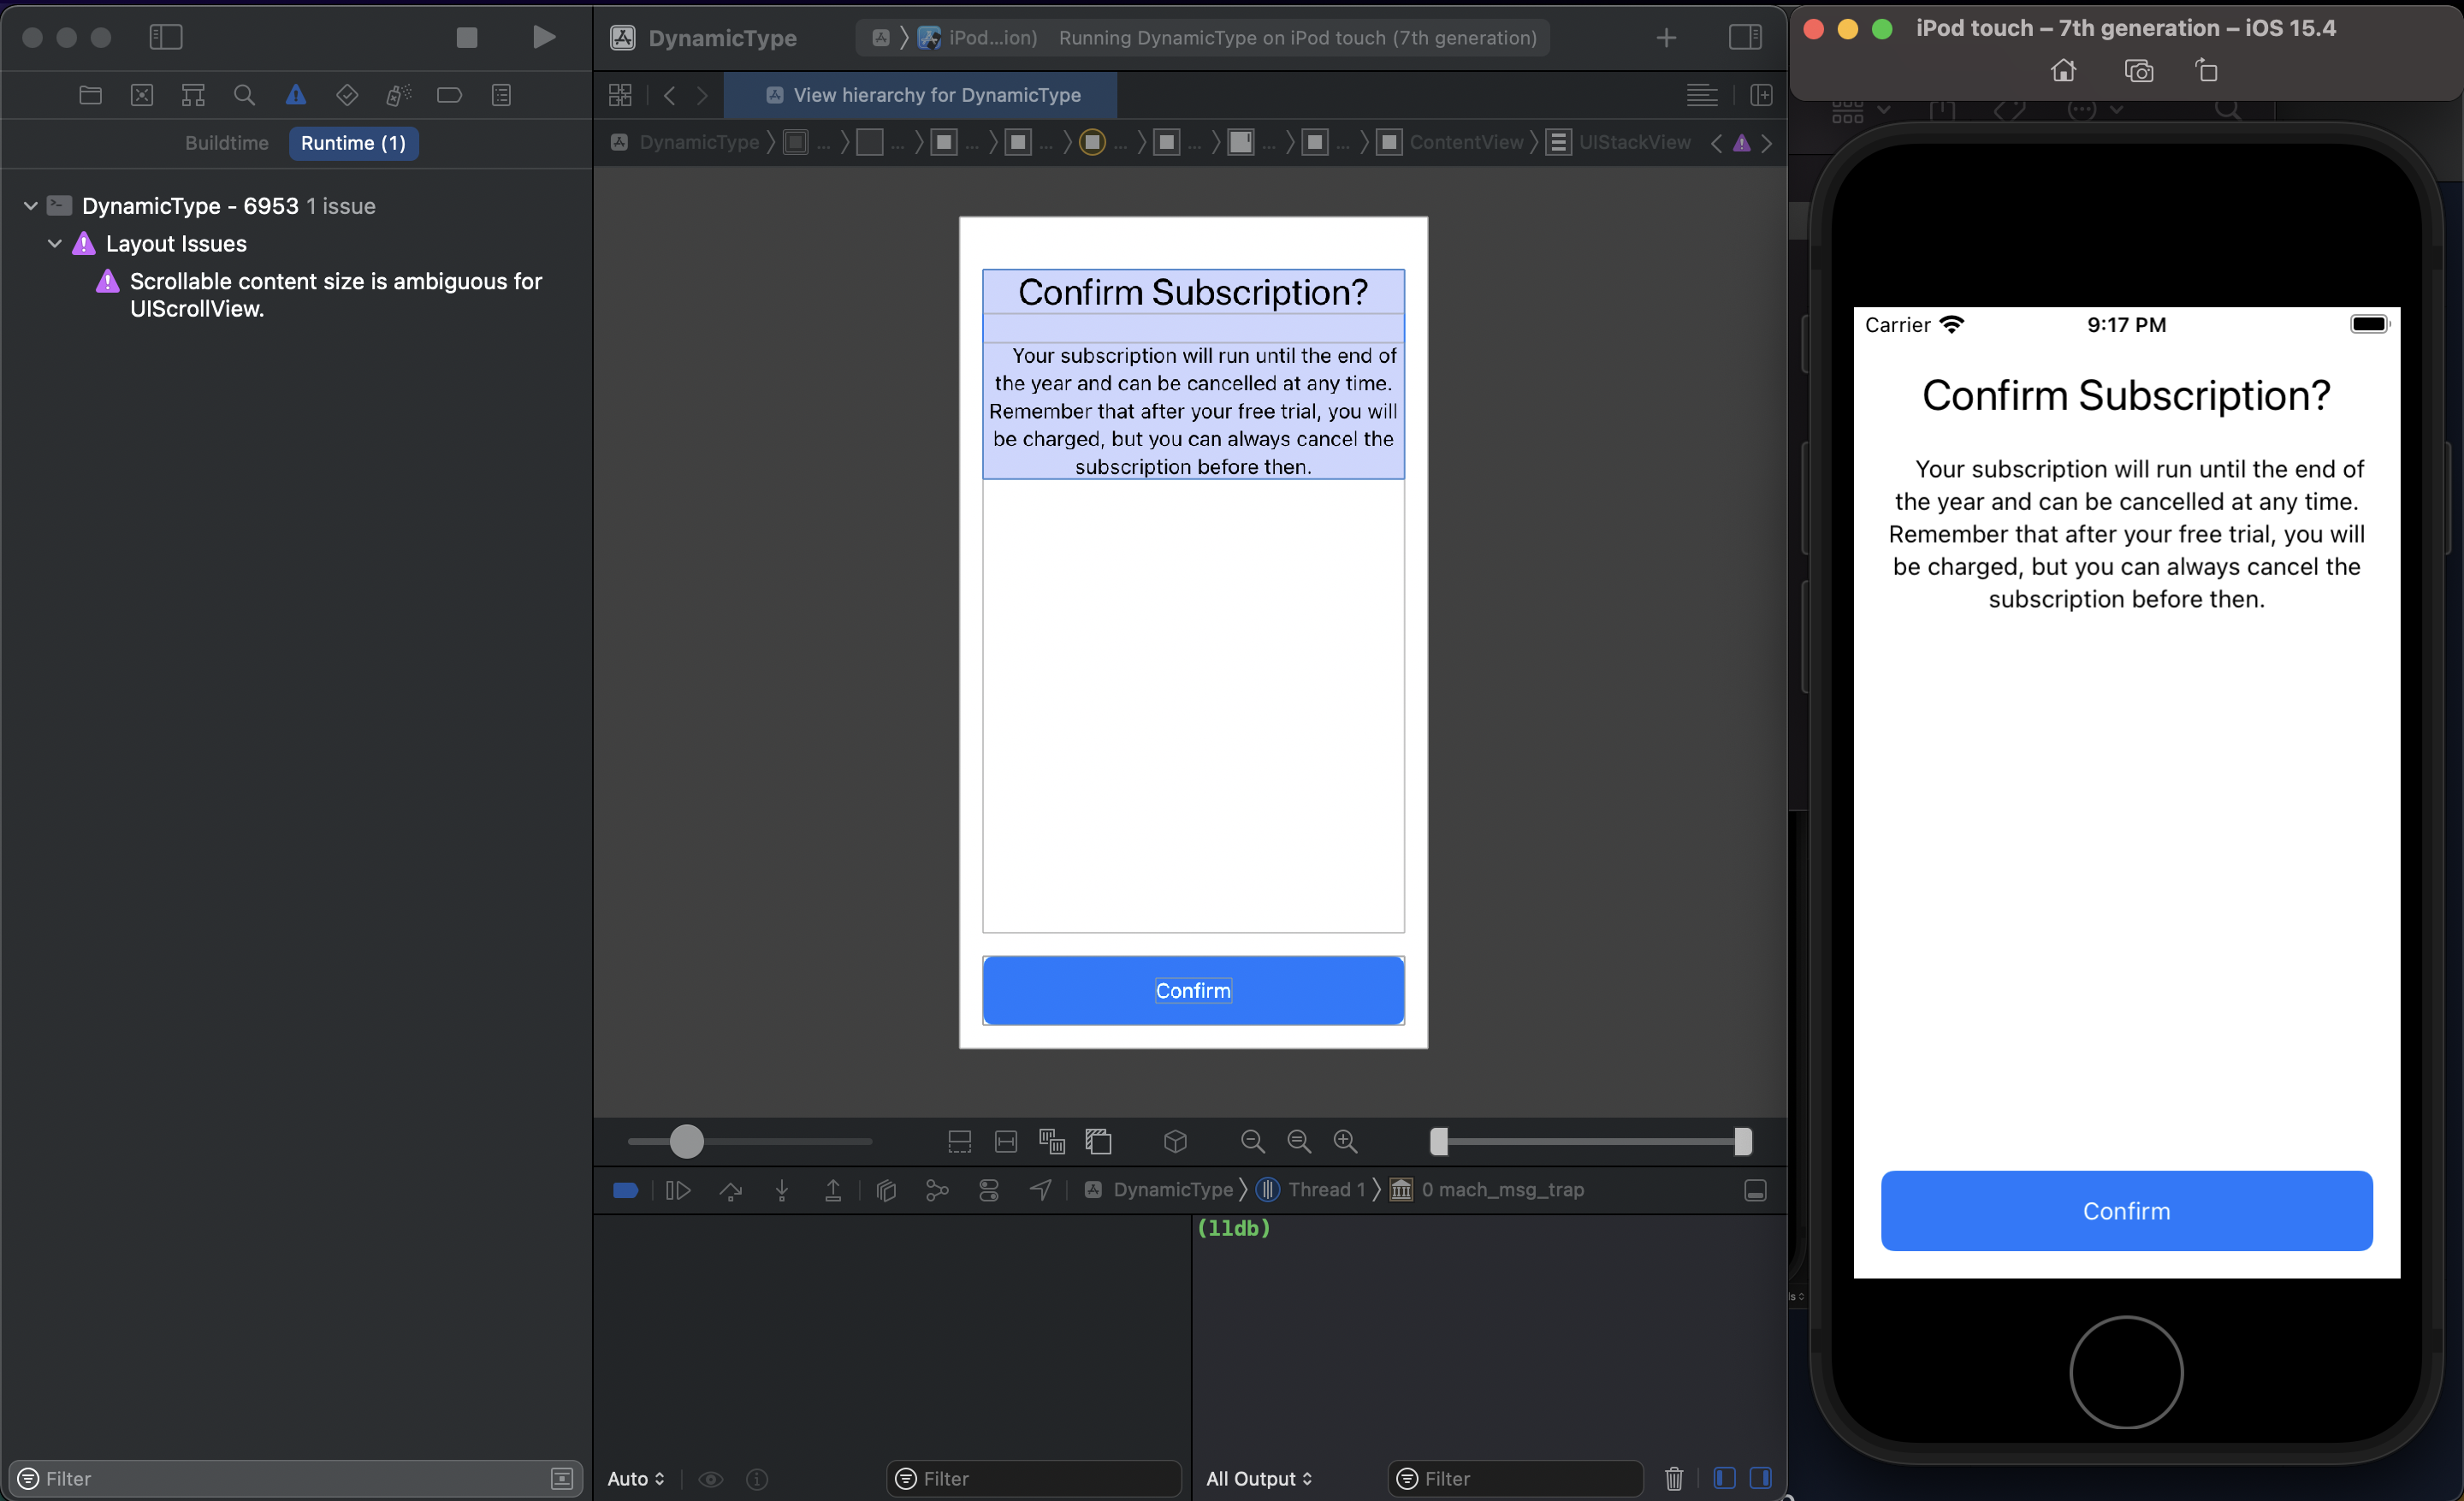 DynamicType
iPod...ion)
Running DynamicType on iPod touch (7th generation)
iPod touch – 7th generation – iOS 15.4
View hierarchy for DynamicType
Buildtime
Runtime (1)
DynamicType
...
...
...
...
...
...
...
...
ContentView
UIStackView
DynamicType - 6953 1 issue
Layout Issues
Scrollable content size is ambiguous for
UIScrollView.
Confirm Subscription?
Your subscription will run until the end of
the year and can be cancelled at any time.
Remember that after your free trial, you will
be charged, but you can always cancel the
subscription before then.
Confirm
Carrier
9:17 PM
Confirm Subscription?
Your subscription will run until the end of
the year and can be cancelled at any time.
Remember that after your free trial, you will
be charged, but you can always cancel the
subscription before then.
Confirm
DynamicType
Thread 1
0 mach_msg_trap
(lldb)
Filter
Auto
Filter
All Output
Filter